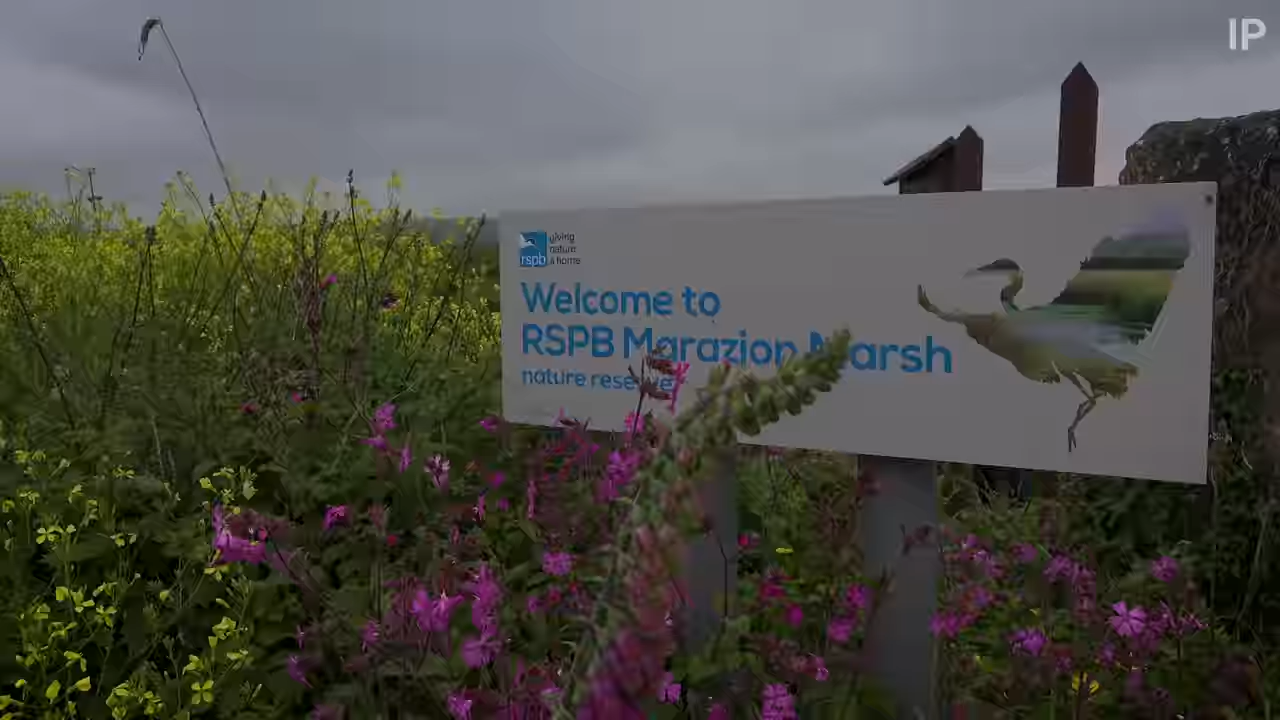 IP
rspb
giving
nature
a home
Welcome to
RSPB Marazion Marsh
nature reserve